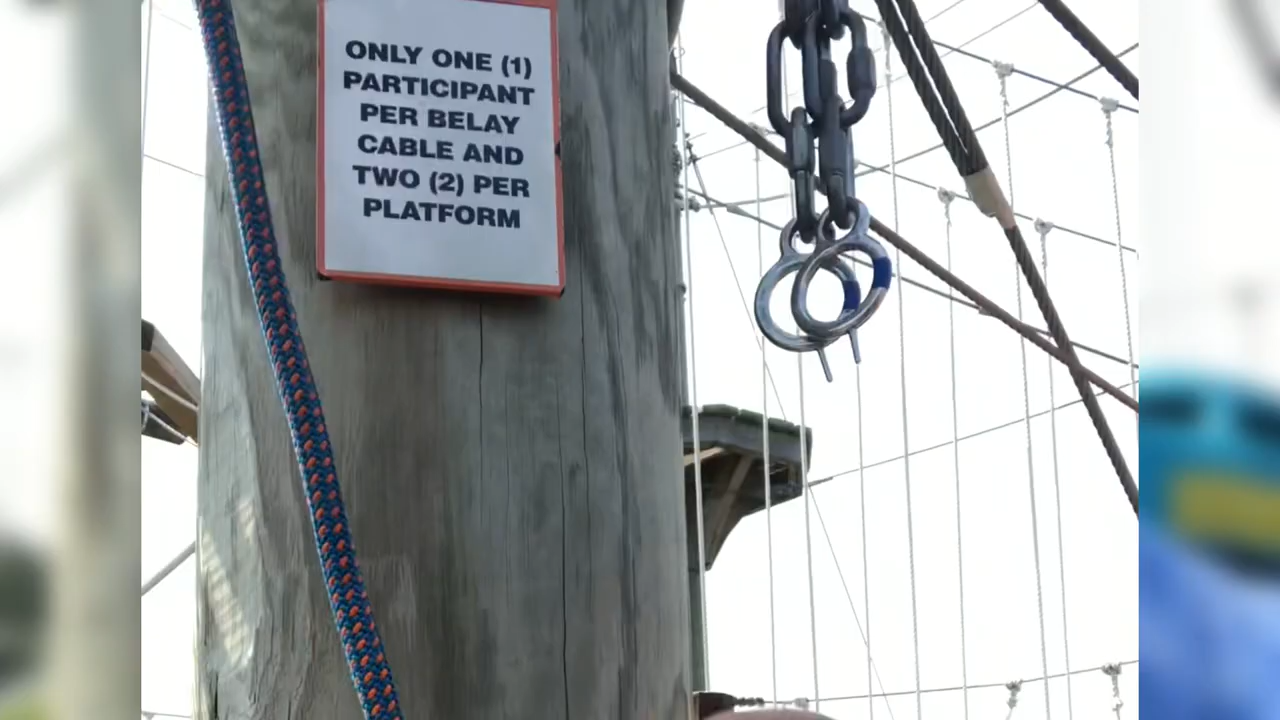 ONLY ONE (1)
PARTICIPANT
PER BELAY
CABLE AND
TWO (2) PER
PLATFORM